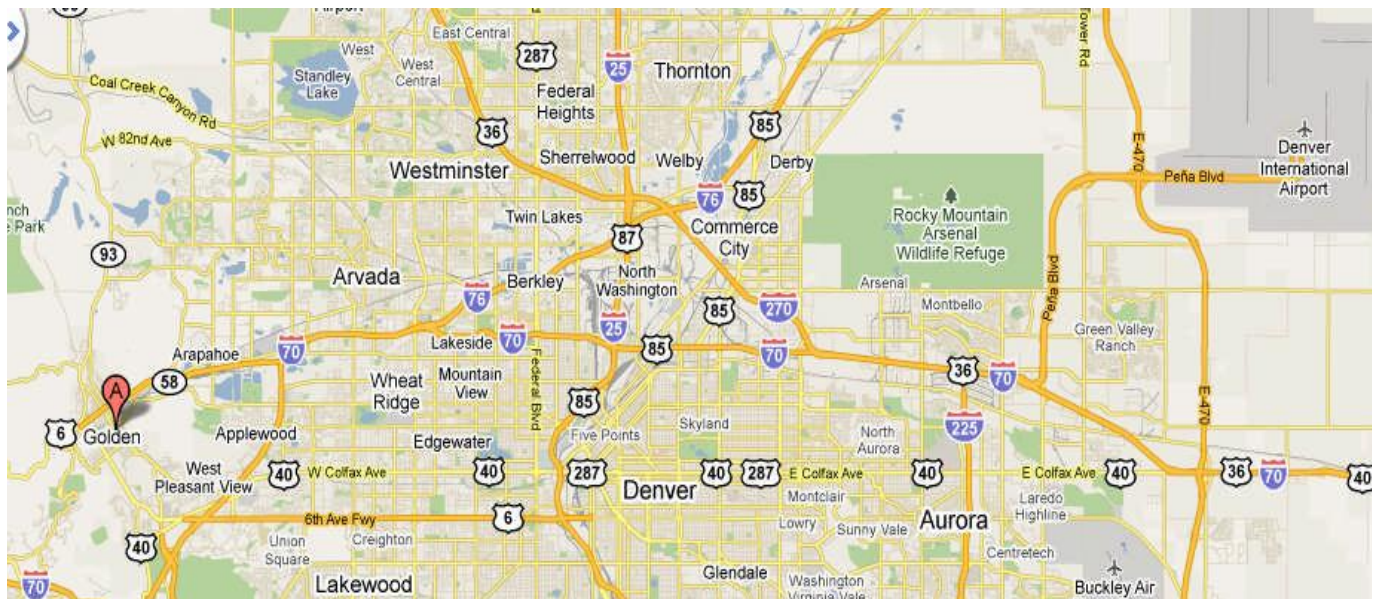 Airport
East Central
West
287
West
Central
25
Thornton
Tower Rd
Standley
Lake
Coal Creek Canyon Rd
Federal
Heights
36
85
W 82nd Ave
E-470
Sherrelwood
Welby
Derby
Denver
International
Airport
Westminster
Peña Blvd
76
85
Twin Lakes
Rocky Mountain
Arsenal
Wildlife Refuge
Commerce
City
87
93
Arvada
Berkley
North
Washington
Arsenal
Peña Blvd
Montbello
76
85
270
25
Green Valley
Ranch
Lakeside
70
70
Arapahoe
85
70
36
70
58
A
Wheat
Ridge
Mountain
View
Federal Blvd
85
E-470
6
Golden
Applewood
Edgewater
Five Points
Skyland
North
Aurora
225
West
Pleasant View
40
W Colfax Ave
40
287
40
287
E Colfax Ave
40
E Colfax Ave
40
36
70
40
Denver
Montclair
Laredo
Highline
6th Ave Fwy
6
Lowry
Sunny Vale
Aurora
40
Union
Square
Creighton
Centretech
70
Lakewood
Glendale
Washington
Virginia Vale
Buckley Air